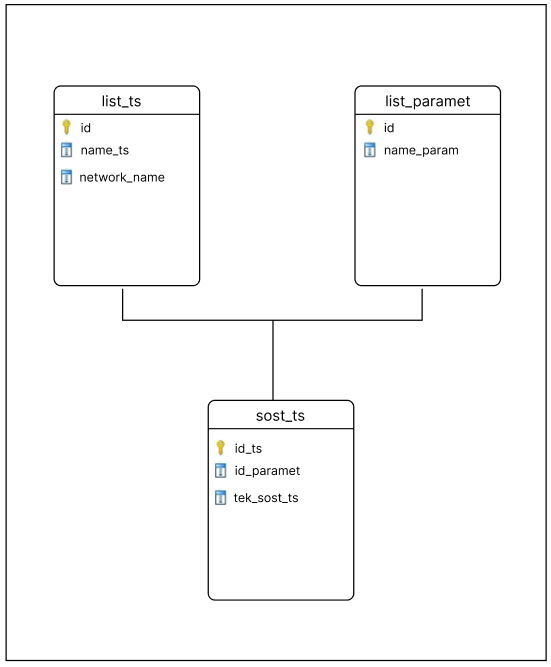 list_ts
id
name_ts
network_name
list_paramet
id
name_param
sost_ts
id_ts
id_paramet
tek_sost_ts